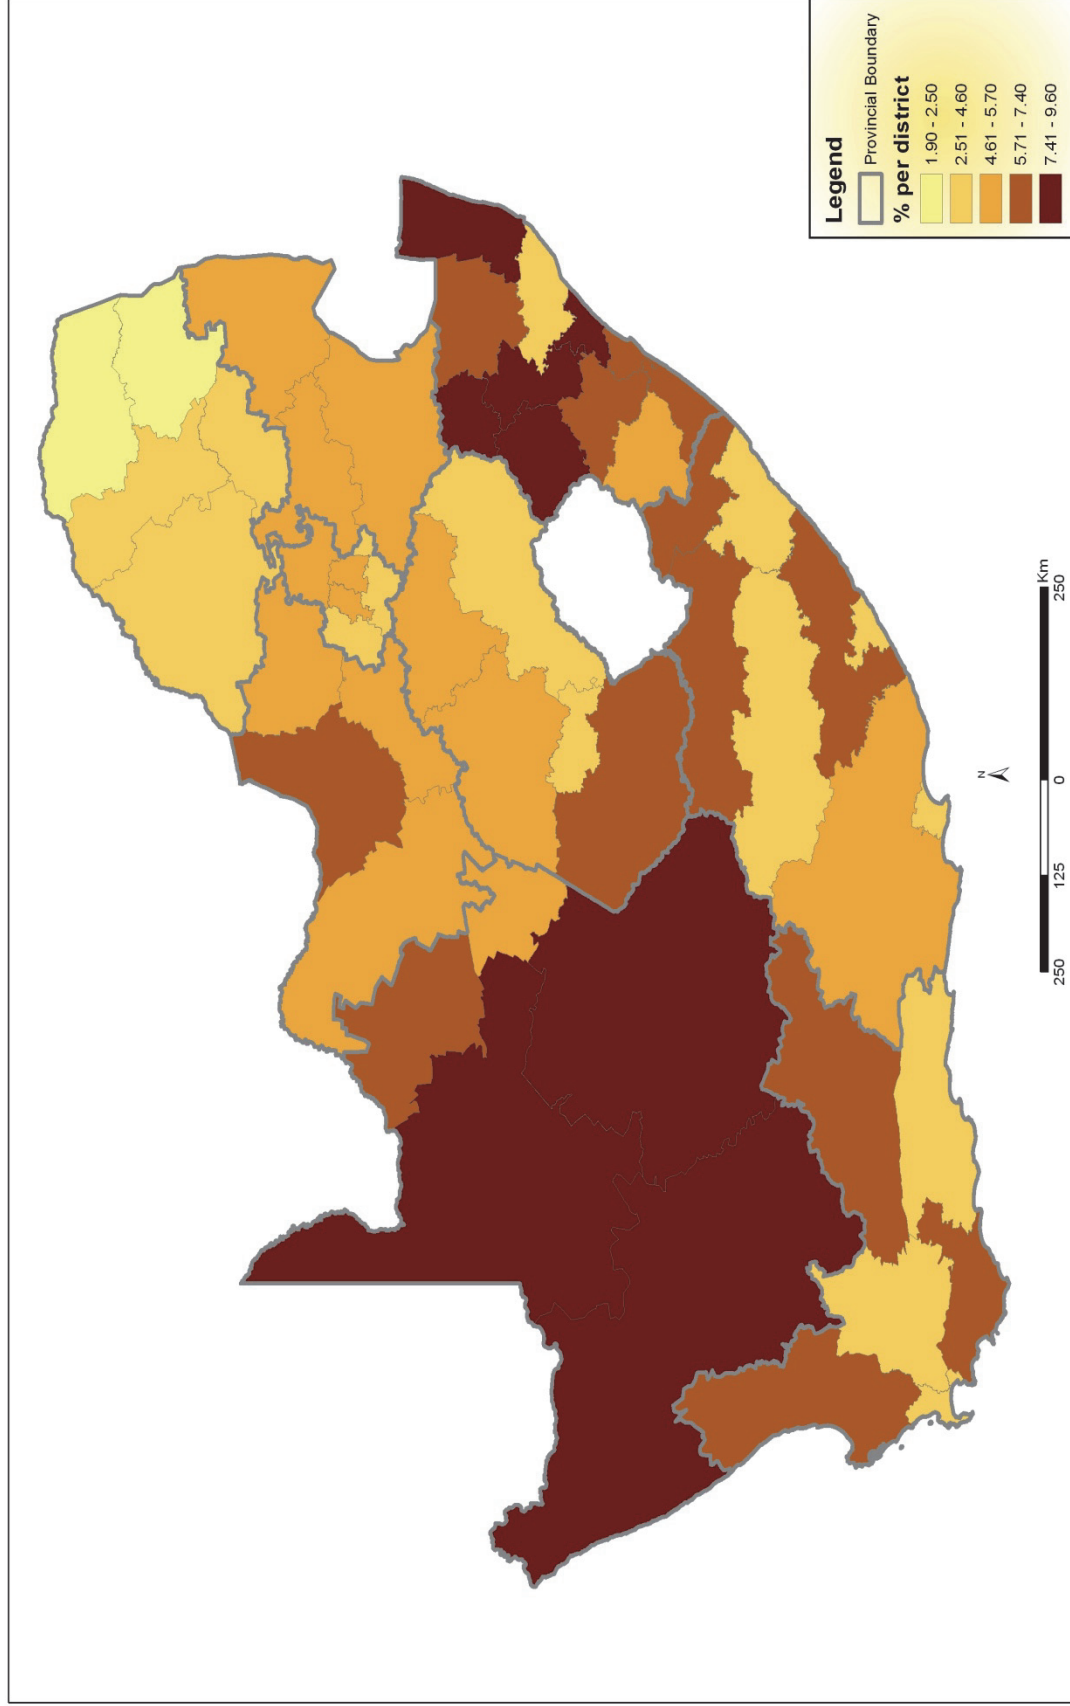 Legend
Provincial Boundary
% per district
1.90 - 2.50
2.51 - 4.60
4.61 - 5.70
5.71 - 7.40
7.41 - 9.60
N
250
125
0
250
Km